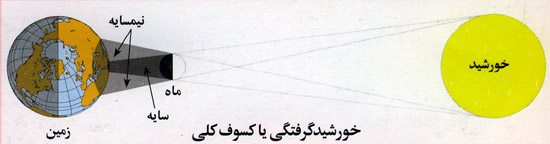 نیمسایه
خورشید
ماه
سایه
زمین
خورشیدگرفتگی یا کسوف کلی